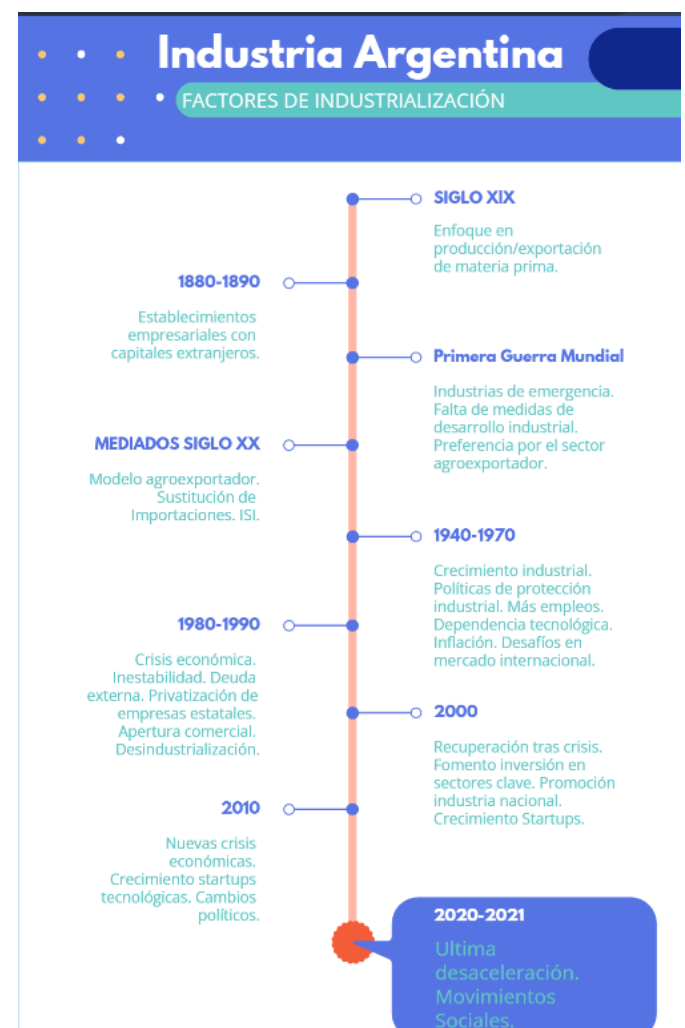 Industria Argentina
FACTORES DE INDUSTRIALIZACIÓN
SIGLO XIX
Enfoque en
producción/exportación
de materia prima.
1880-1890
Establecimientos
empresariales con
capitales extranjeros.
Primera Guerra Mundial
Industrias de emergencia.
Falta de medidas de
desarrollo industrial.
Preferencia por el sector
agroexportador.
MEDIADOS SIGLO XX
Modelo agroexportador.
Sustitución de
Importaciones. ISI.
1940-1970
Crecimiento industrial.
Políticas de protección
industrial. Más empleos.
Dependencia tecnológica.
Inflación. Desafíos en
mercado internacional.
1980-1990
Crisis económica.
Inestabilidad. Deuda
externa. Privatización de
empresas estatales.
Apertura comercial.
Desindustrialización.
2000
Recuperación tras crisis.
Fomento inversión en
sectores clave. Promoción
industria nacional.
Crecimiento Startups.
2010
Nuevas crisis
económicas.
Crecimiento startups
tecnológicas. Cambios
políticos.
2020-2021
Ultima
desaceleración.
Movimientos
Sociales.